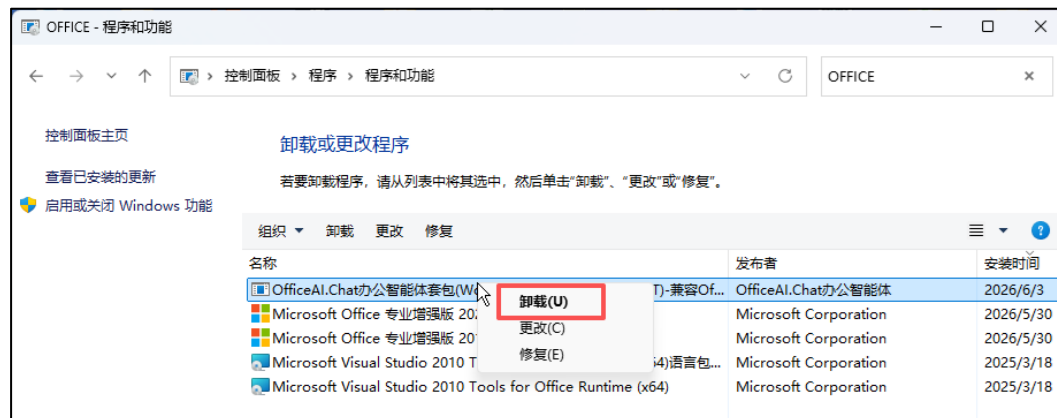 OFFICE - 程序和功能
控制面板 › 程序 › 程序和功能
OFFICE
控制面板主页
查看已安装的更新
启用或关闭 Windows 功能
卸载或更改程序
若要卸载程序，请从列表中将其选中，然后单击“卸载”、“更改”或“修复”。
组织 卸载 更改 修复
名称 发布者 安装时间
OfficeAI.Chat办公智能体套包(W T)-兼容Of... OfficeAI.Chat办公智能体 2026/6/3
Microsoft Office 专业增强版 20 Microsoft Corporation 2026/5/30
Microsoft Office 专业增强版 20 Microsoft Corporation 2026/5/30
Microsoft Visual Studio 2010 T 64)语言包... Microsoft Corporation 2025/3/18
Microsoft Visual Studio 2010 Tools for Office Runtime (x64) Microsoft Corporation 2025/3/18
卸载(U)
更改(C)
修复(E)